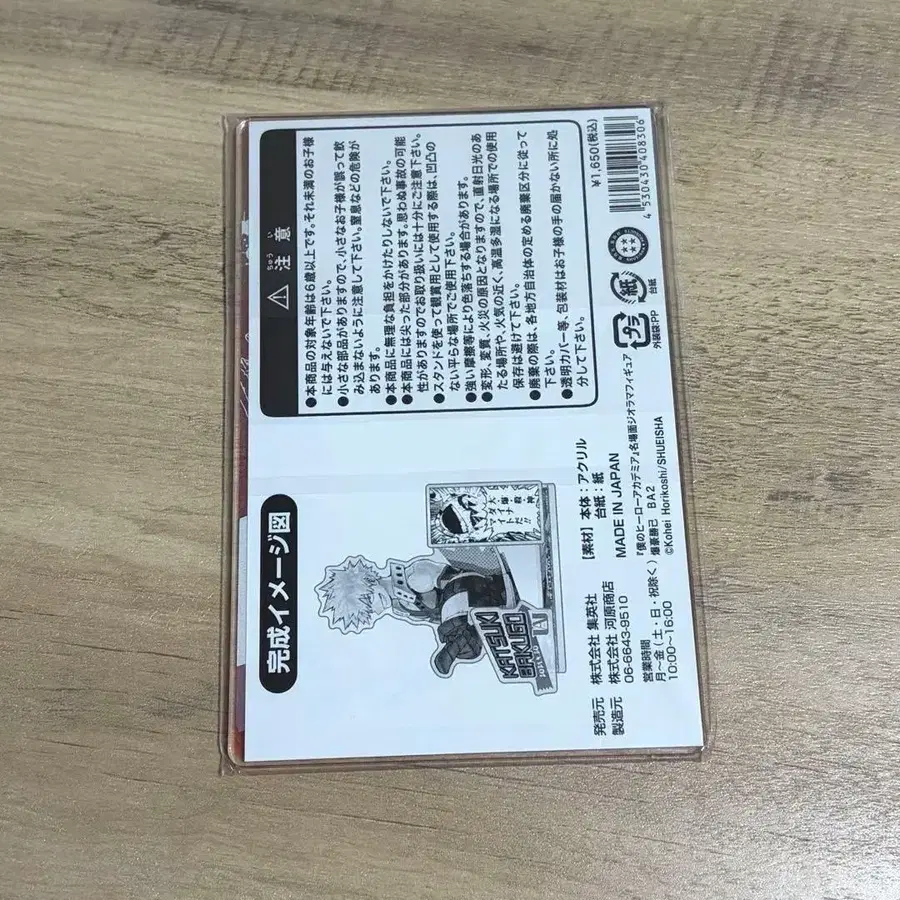 注意
ちゅう い
●本商品の対象年齢は6歳以上です。それ未満のお子様
には与えないで下さい。
●小さな部品がありますので、小さなお子様が誤って飲
み込まないように注意して下さい。窒息などの危険が
あります。
●本商品に無理な負担をかけたりしないで下さい。
●本商品には尖った部分があります。思わぬ事故の可能
性がありますのでお取り扱いには十分にご注意下さい。
●スタンドを使って観賞用として使用する際は、凹凸の
ない平らな場所でご使用下さい。
●強い摩擦等により色落ちする場合があります。
●変形、変質、火災の原因となりますので、直射日光のあ
たる場所や、火気の近く、高温多湿になる場所での使用
保存は避けて下さい。
●廃棄の際は、各地方自治体の定める廃棄区分に従って
下さい。
●透明カバー等、包装材はお子様の手の届かない所に処
分して下さい。
¥1,650(税込)
4 530430 408306
紙
台紙
プラ
外装袋:PP
完成イメージ図
大・爆・殺・神
ダイナ
マイトだ!!
KATSUKI
BAKUGO
【素材】 本体:アクリル
台紙:紙
MADE IN JAPAN
『僕のヒーローアカデミア』名場面ジオラマフィギュア
爆豪勝己 BA2
©Kohei Horikoshi/SHUEISHA
発売元 株式会社 集英社
製造元 株式会社 河原商店
06-6643-9510
営業時間
月〜金(土・日・祝除く)
10:00〜16:00